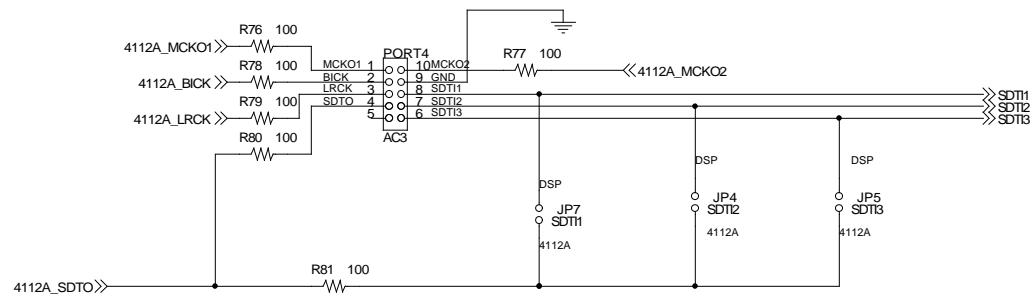 R76 100
4112A_MCKO1
R78 100
4112A_BICK
R79 100
4112A_LRCK
R80 100
PORT4
MCKO1 1 10 MCKO2
BICK 2 9 GND
LRCK 3 8 SDTI1
SDTO 4 7 SDTI2
5 6 SDTI3
AC3
R77 100
4112A_MCKO2
SDTI1
SDTI2
SDTI3
DSP
JP7
SDTI1
4112A
DSP
JP4
SDTI2
4112A
DSP
JP5
SDTI3
4112A
R81 100
4112A_SDTO